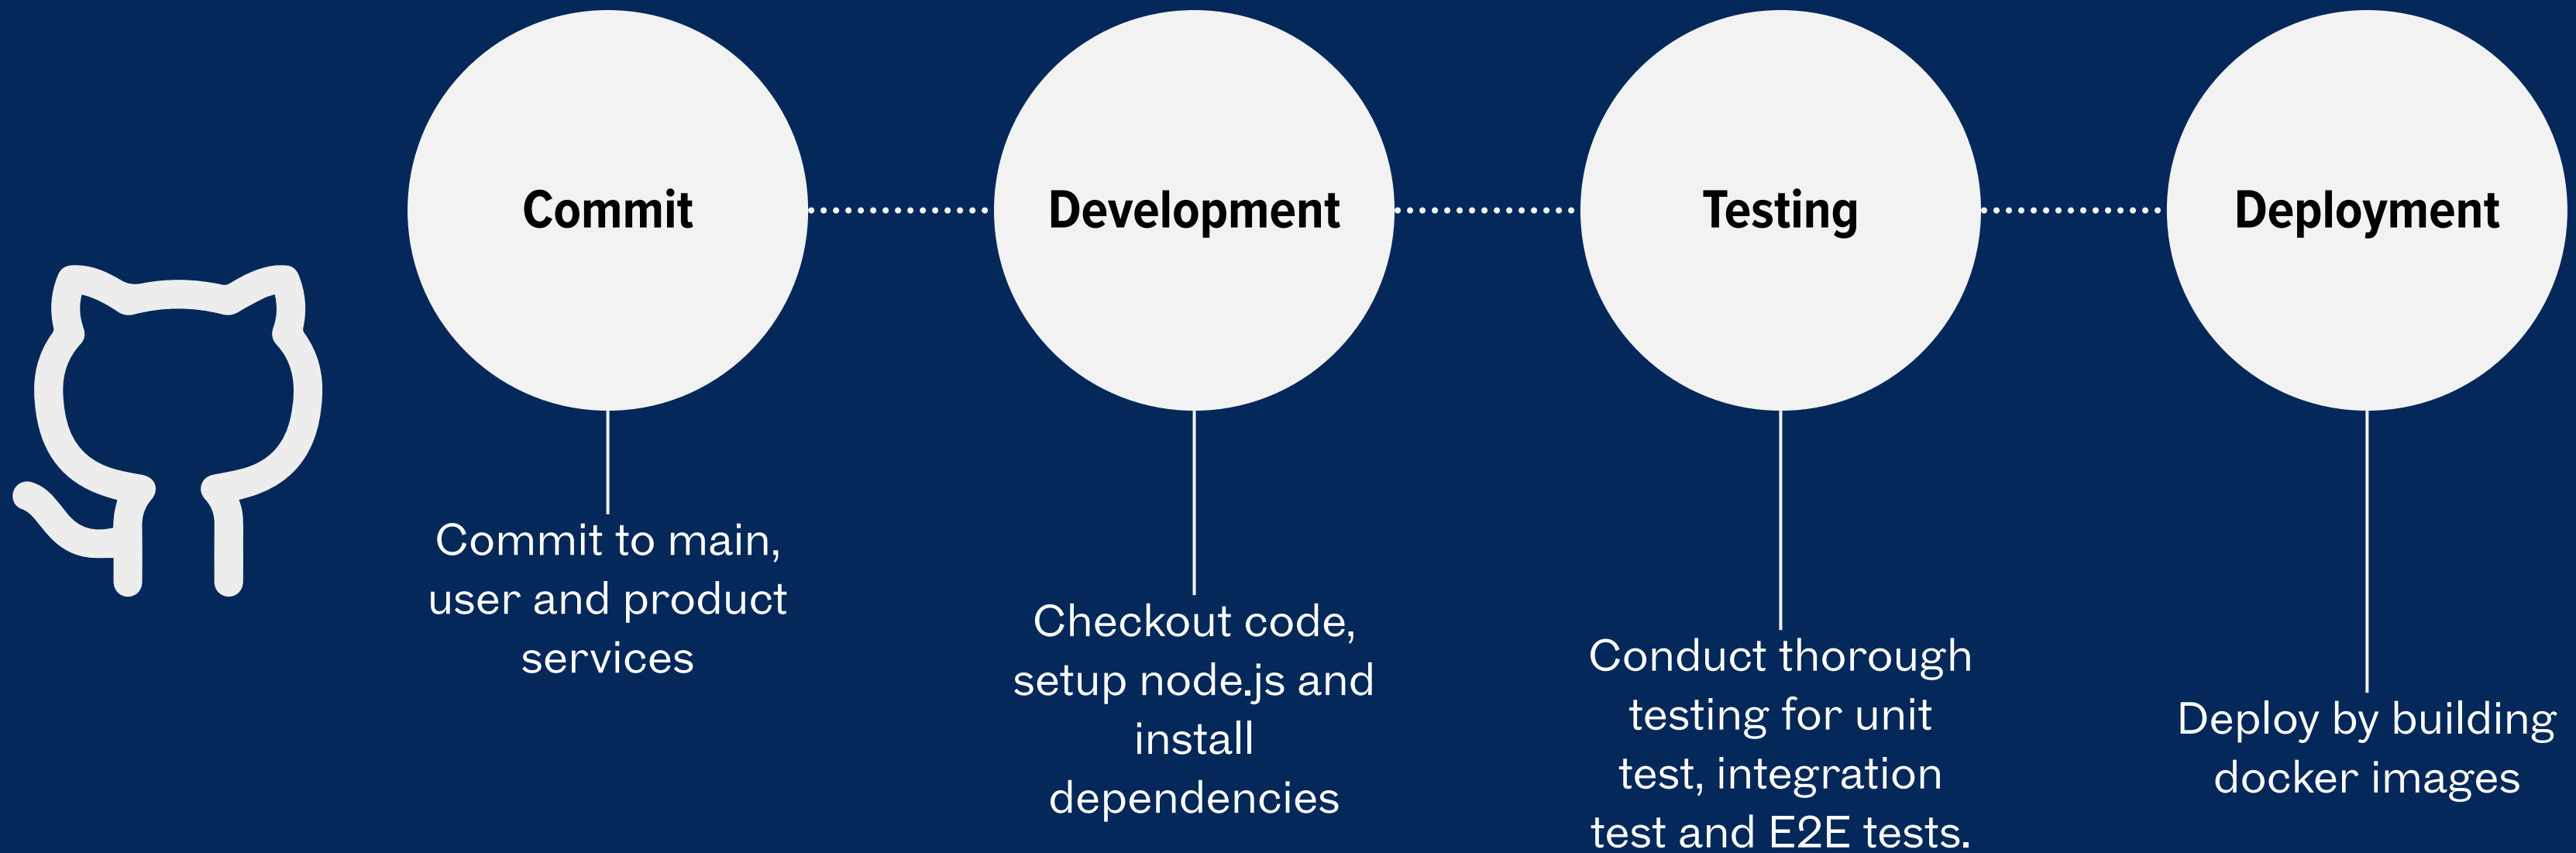 Commit
Development
Testing
Deployment
Commit to main,
user and product
services
Checkout code,
setup node.js and
install
dependencies
Conduct thorough
testing for unit
test, integration
test and E2E tests.
Deploy by building
docker images